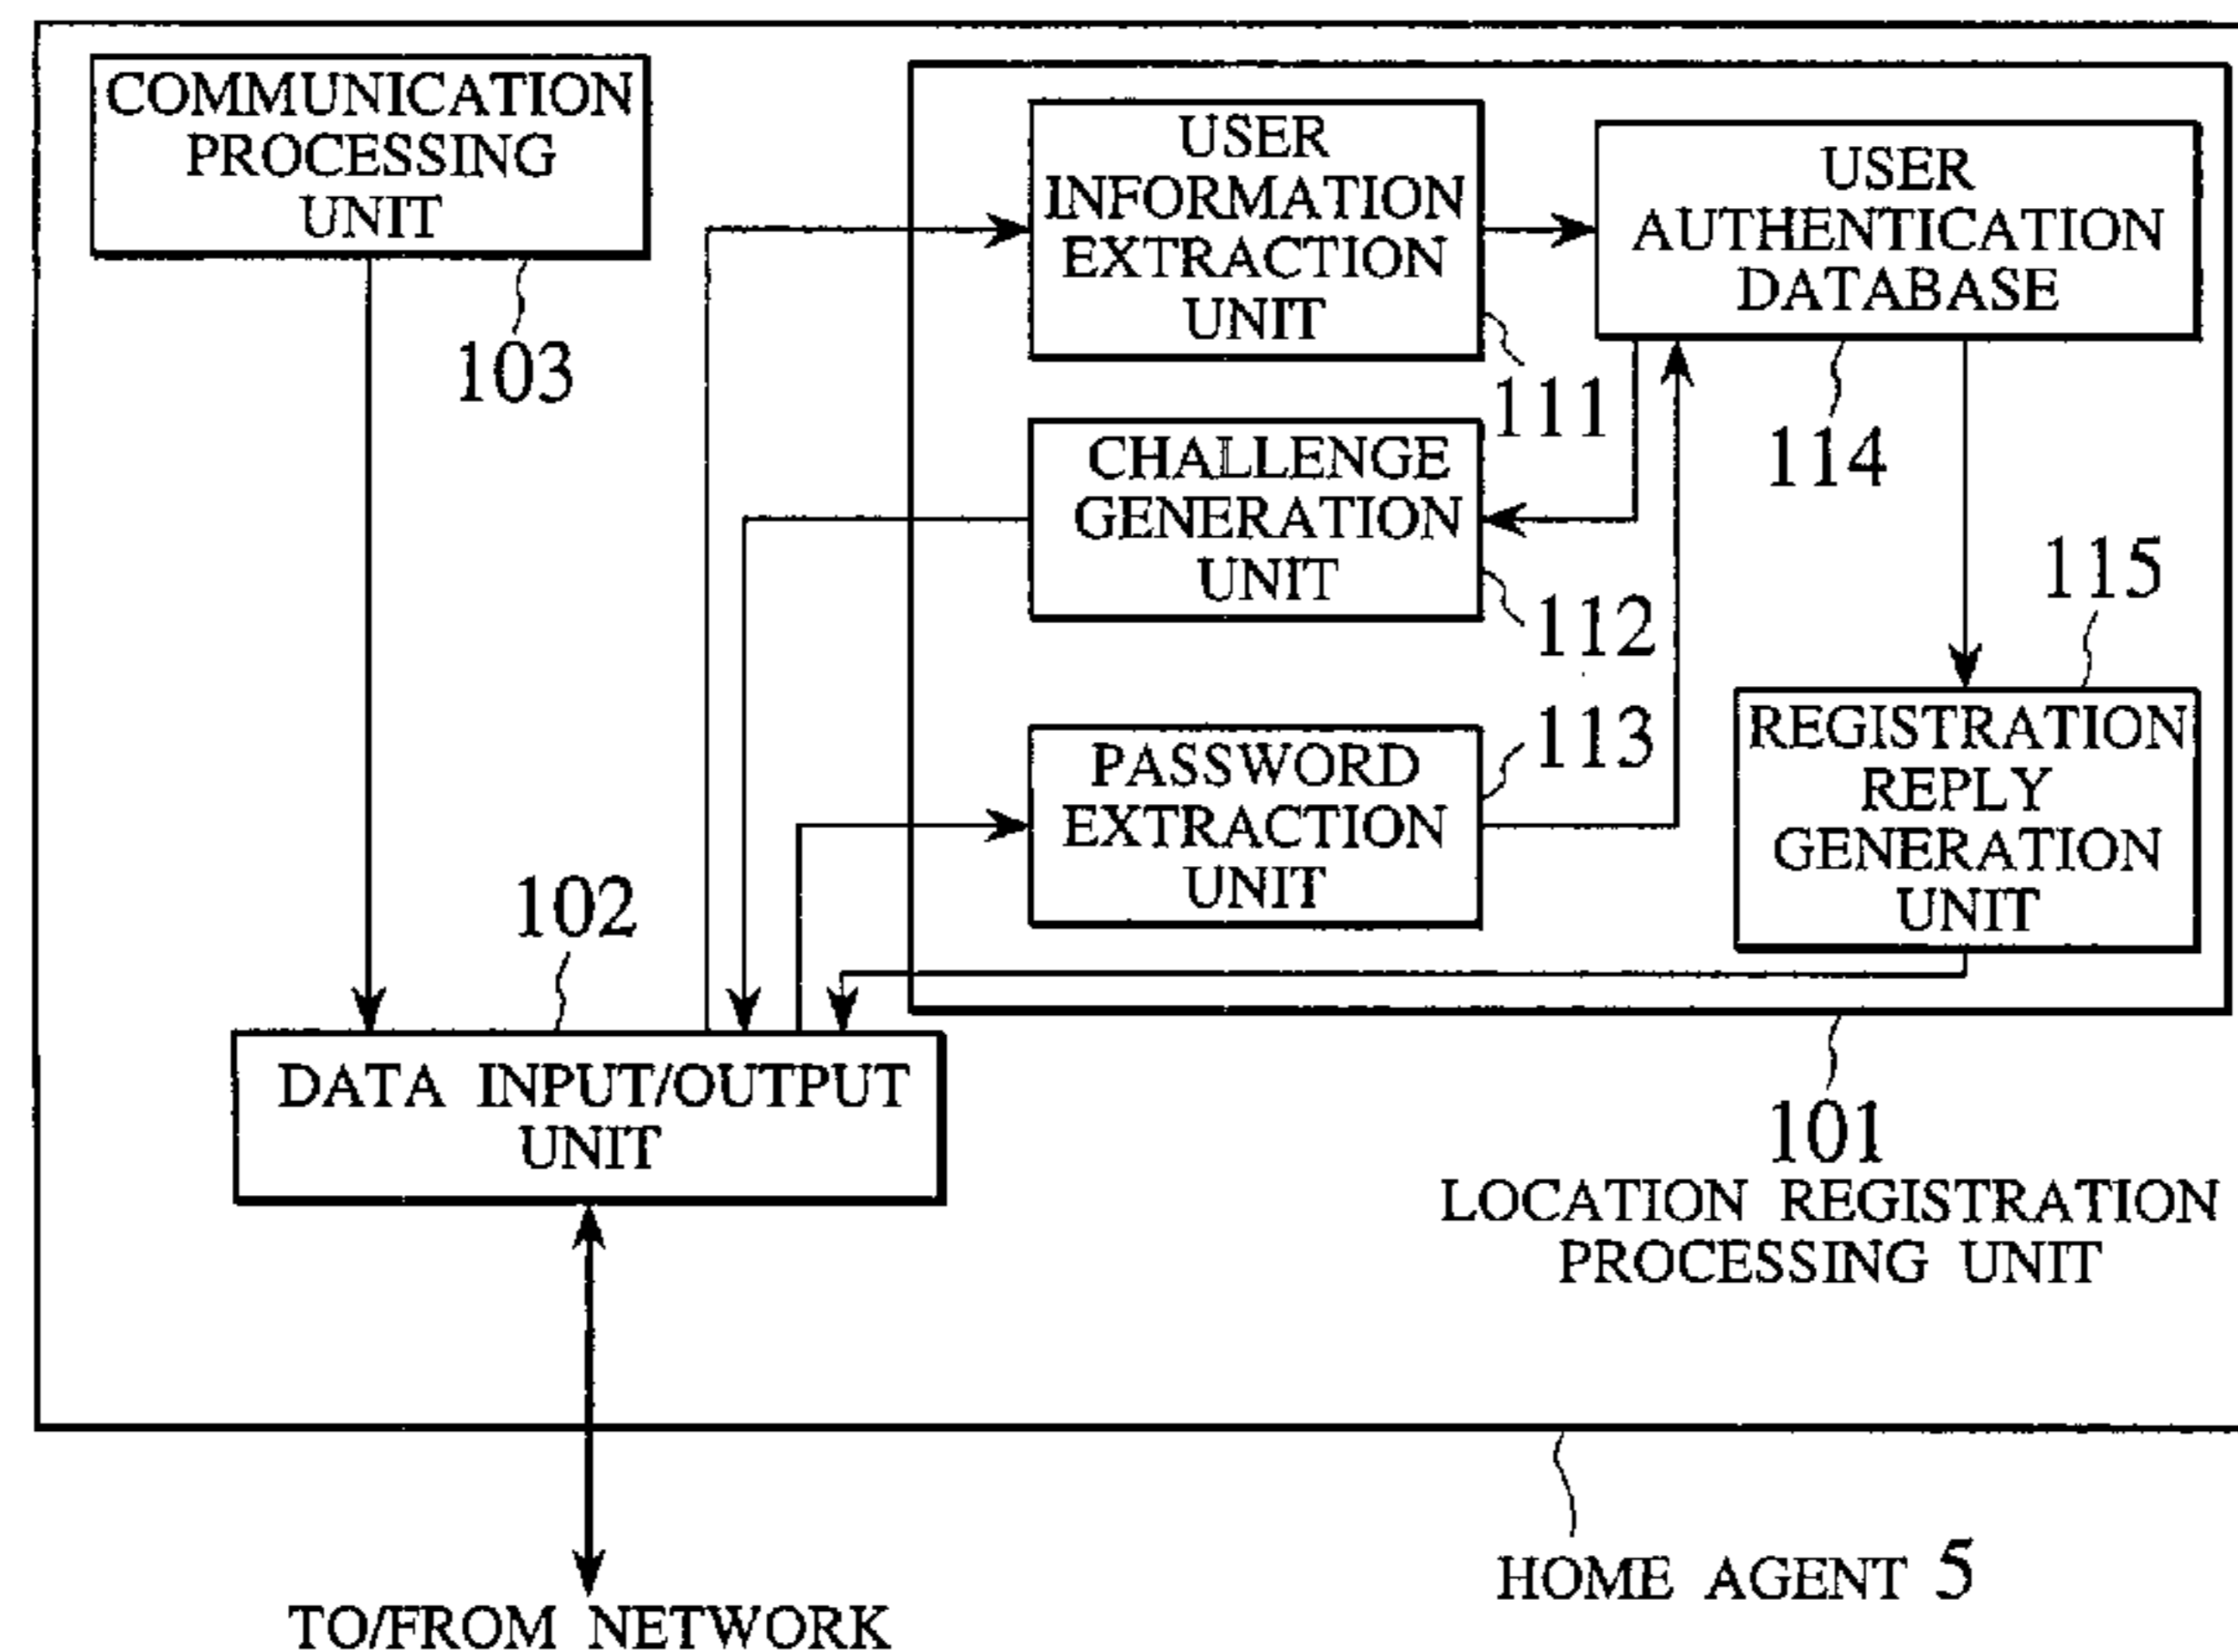 COMMUNICATION
PROCESSING
UNIT
103
USER
INFORMATION
EXTRACTION
UNIT
111
USER
AUTHENTICATION
DATABASE
114
CHALLENGE
GENERATION
UNIT
112
115
PASSWORD
EXTRACTION
UNIT
113
REGISTRATION
REPLY
GENERATION
UNIT
102
DATA INPUT/OUTPUT
UNIT
101
LOCATION REGISTRATION
PROCESSING UNIT
HOME AGENT 5
TO/FROM NETWORK